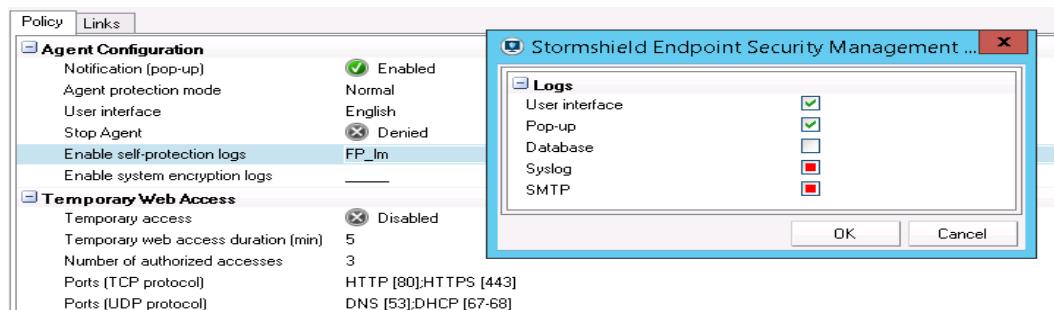 Policy
Links
Agent Configuration
Notification (pop-up) Enabled
Agent protection mode Normal
User interface English
Stop Agent Denied
Enable self-protection logs FP_lm
Enable system encryption logs _____
Temporary Web Access
Temporary access Disabled
Temporary web access duration (min) 5
Number of authorized accesses 3
Ports (TCP protocol) HTTP [80];HTTPS [443]
Ports (UDP protocol) DNS [53];DHCP [67-68]
Stormshield Endpoint Security Management ...
Logs
User interface
Pop-up
Database
Syslog
SMTP
OK
Cancel